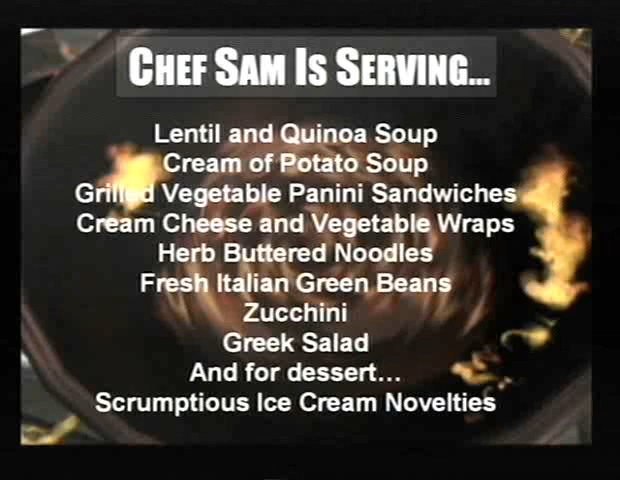 CHEF SAM IS SERVING...
Lentil and Quinoa Soup
Cream of Potato Soup
Grilled Vegetable Panini Sandwiches
Cream Cheese and Vegetable Wraps
Herb Buttered Noodles
Fresh Italian Green Beans
Zucchini
Greek Salad
And for dessert...
Scrumptious Ice Cream Novelties